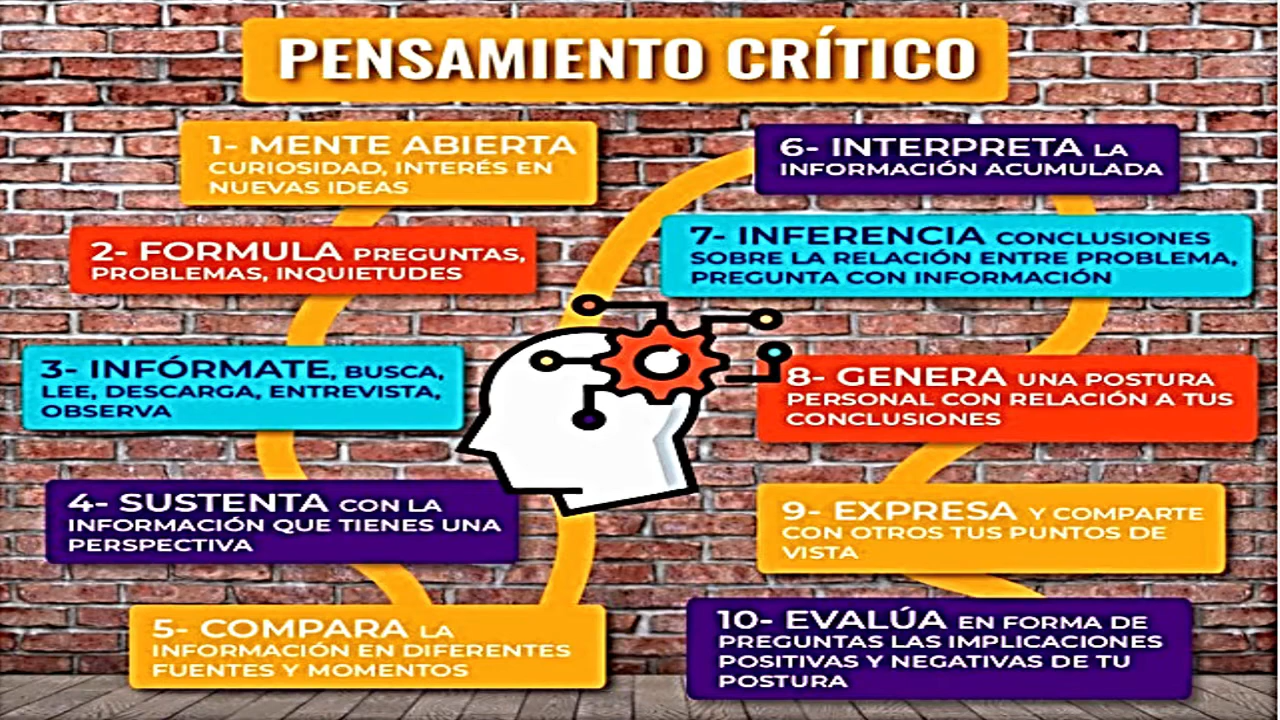 PENSAMIENTO CRÍTICO
1- MENTE ABIERTA
CURIOSIDAD, INTERÉS EN
NUEVAS IDEAS
2- FORMULA PREGUNTAS,
PROBLEMAS, INQUIETUDES
3- INFÓRMATE, BUSCA,
LEE, DESCARGA, ENTREVISTA,
OBSERVA
4- SUSTENTA CON LA
INFORMACIÓN QUE TIENES UNA
PERSPECTIVA
5- COMPARA LA
INFORMACIÓN EN DIFERENTES
FUENTES Y MOMENTOS
6- INTERPRETA LA
INFORMACIÓN ACUMULADA
7- INFERENCIA CONCLUSIONES
SOBRE LA RELACIÓN ENTRE PROBLEMA,
PREGUNTA CON INFORMACIÓN
8- GENERA UNA POSTURA
PERSONAL CON RELACIÓN A TUS
CONCLUSIONES
9- EXPRESA Y COMPARTE
CON OTROS TUS PUNTOS DE
VISTA
10- EVALÚA EN FORMA DE
PREGUNTAS LAS IMPLICACIONES
POSITIVAS Y NEGATIVAS DE TU
POSTURA